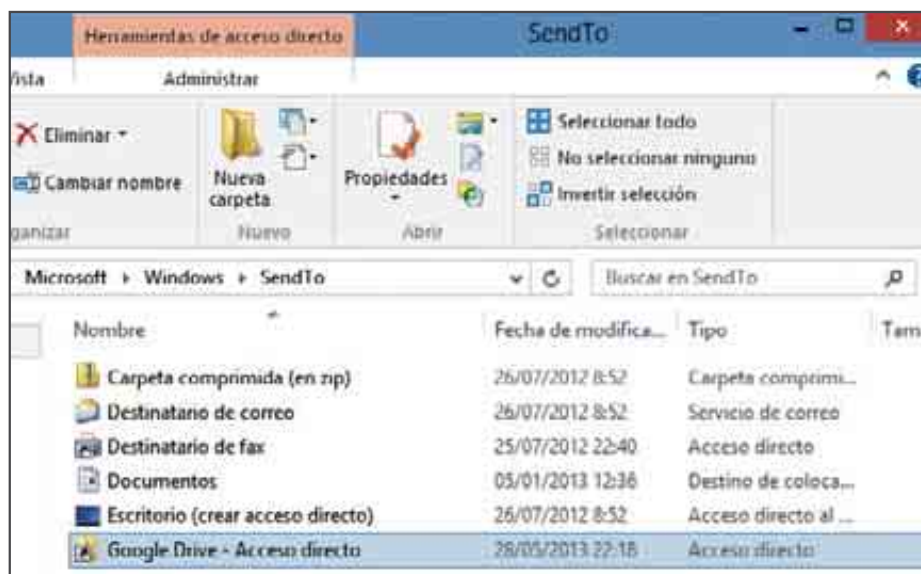 Herramientas de acceso directo SendTo
Vista Administrar
Eliminar
Cambiar nombre
Nueva carpeta
Propiedades
Seleccionar todo
No seleccionar ninguno
Invertir selección
ganizar Nuevo Abrir Seleccionar
Microsoft Windows SendTo Buscar en SendTo
Nombre Fecha de modifica... Tipo Tam
Carpeta comprimida (en zip) 26/07/2012 8:52 Carpeta comprimi...
Destinatario de correo 26/07/2012 8:52 Servicio de correo
Destinatario de fax 25/07/2012 22:40 Acceso directo
Documentos 05/01/2013 12:36 Destino de coloca...
Escritorio (crear acceso directo) 26/07/2012 8:52 Acceso directo al ...
Google Drive - Acceso directo 28/05/2013 22:18 Acceso directo